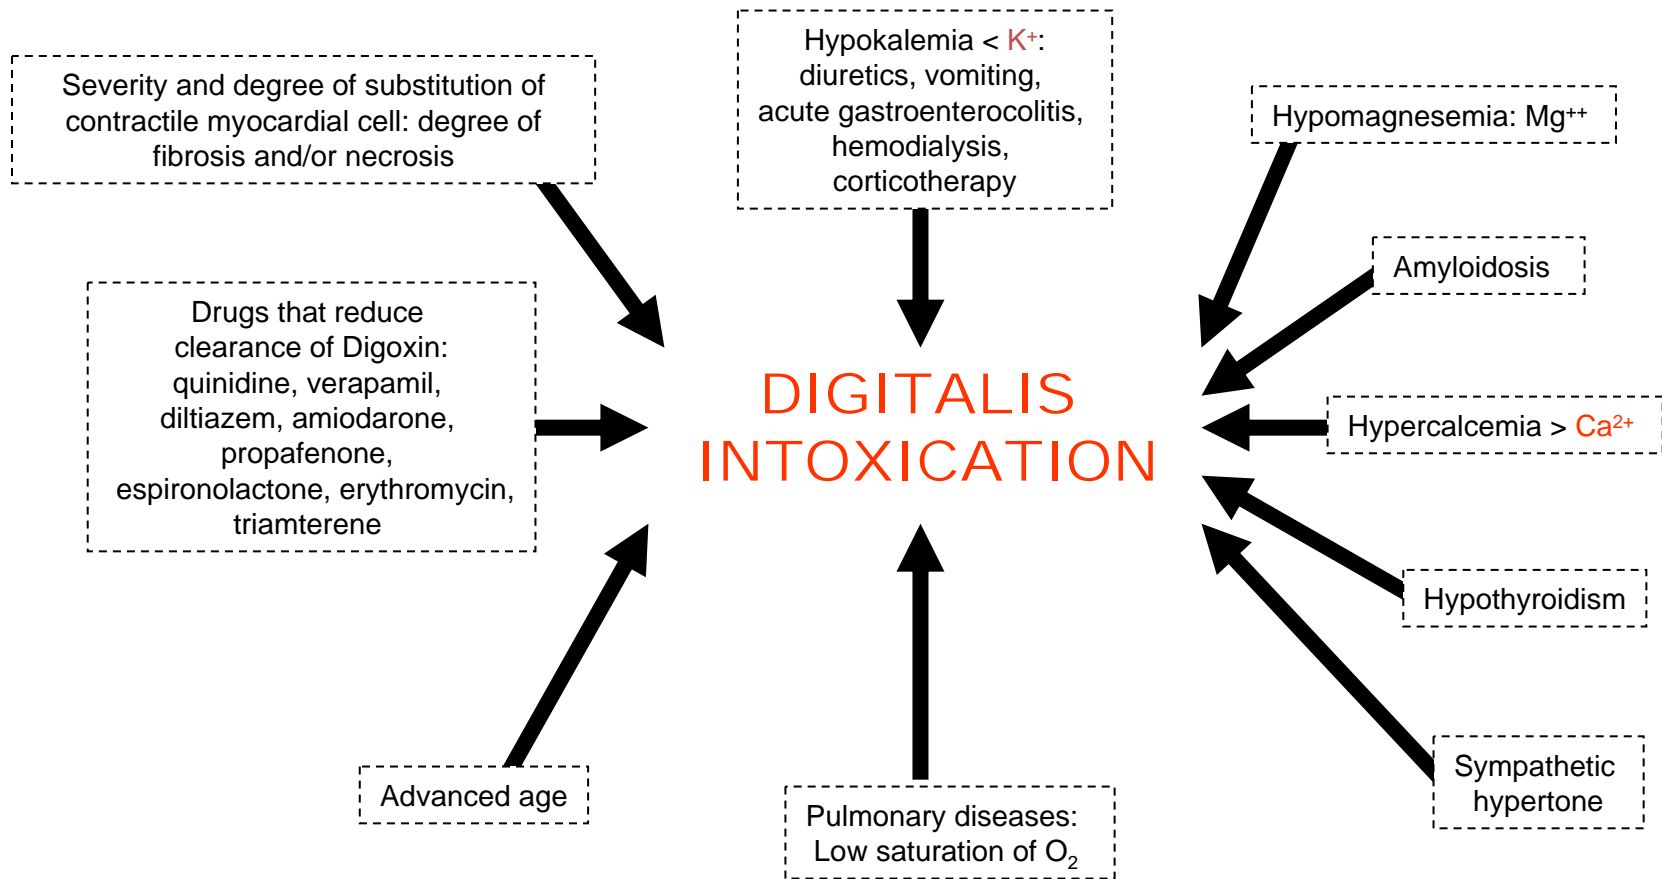 Severity and degree of substitution of
contractile myocardial cell: degree of
fibrosis and/or necrosis
Hypokalemia < K⁺:
diuretics, vomiting,
acute gastroenterocolitis,
hemodialysis,
corticotherapy
Hypomagnesemia: Mg⁺⁺
Amyloidosis
Drugs that reduce
clearance of Digoxin:
quinidine, verapamil,
diltiazem, amiodarone,
propafenone,
espironolactone, erythromycin,
triamterene
DIGITALIS
INTOXICATION
Hypercalcemia > Ca²⁺
Hypothyroidism
Advanced age
Pulmonary diseases:
Low saturation of O₂
Sympathetic
hypertone